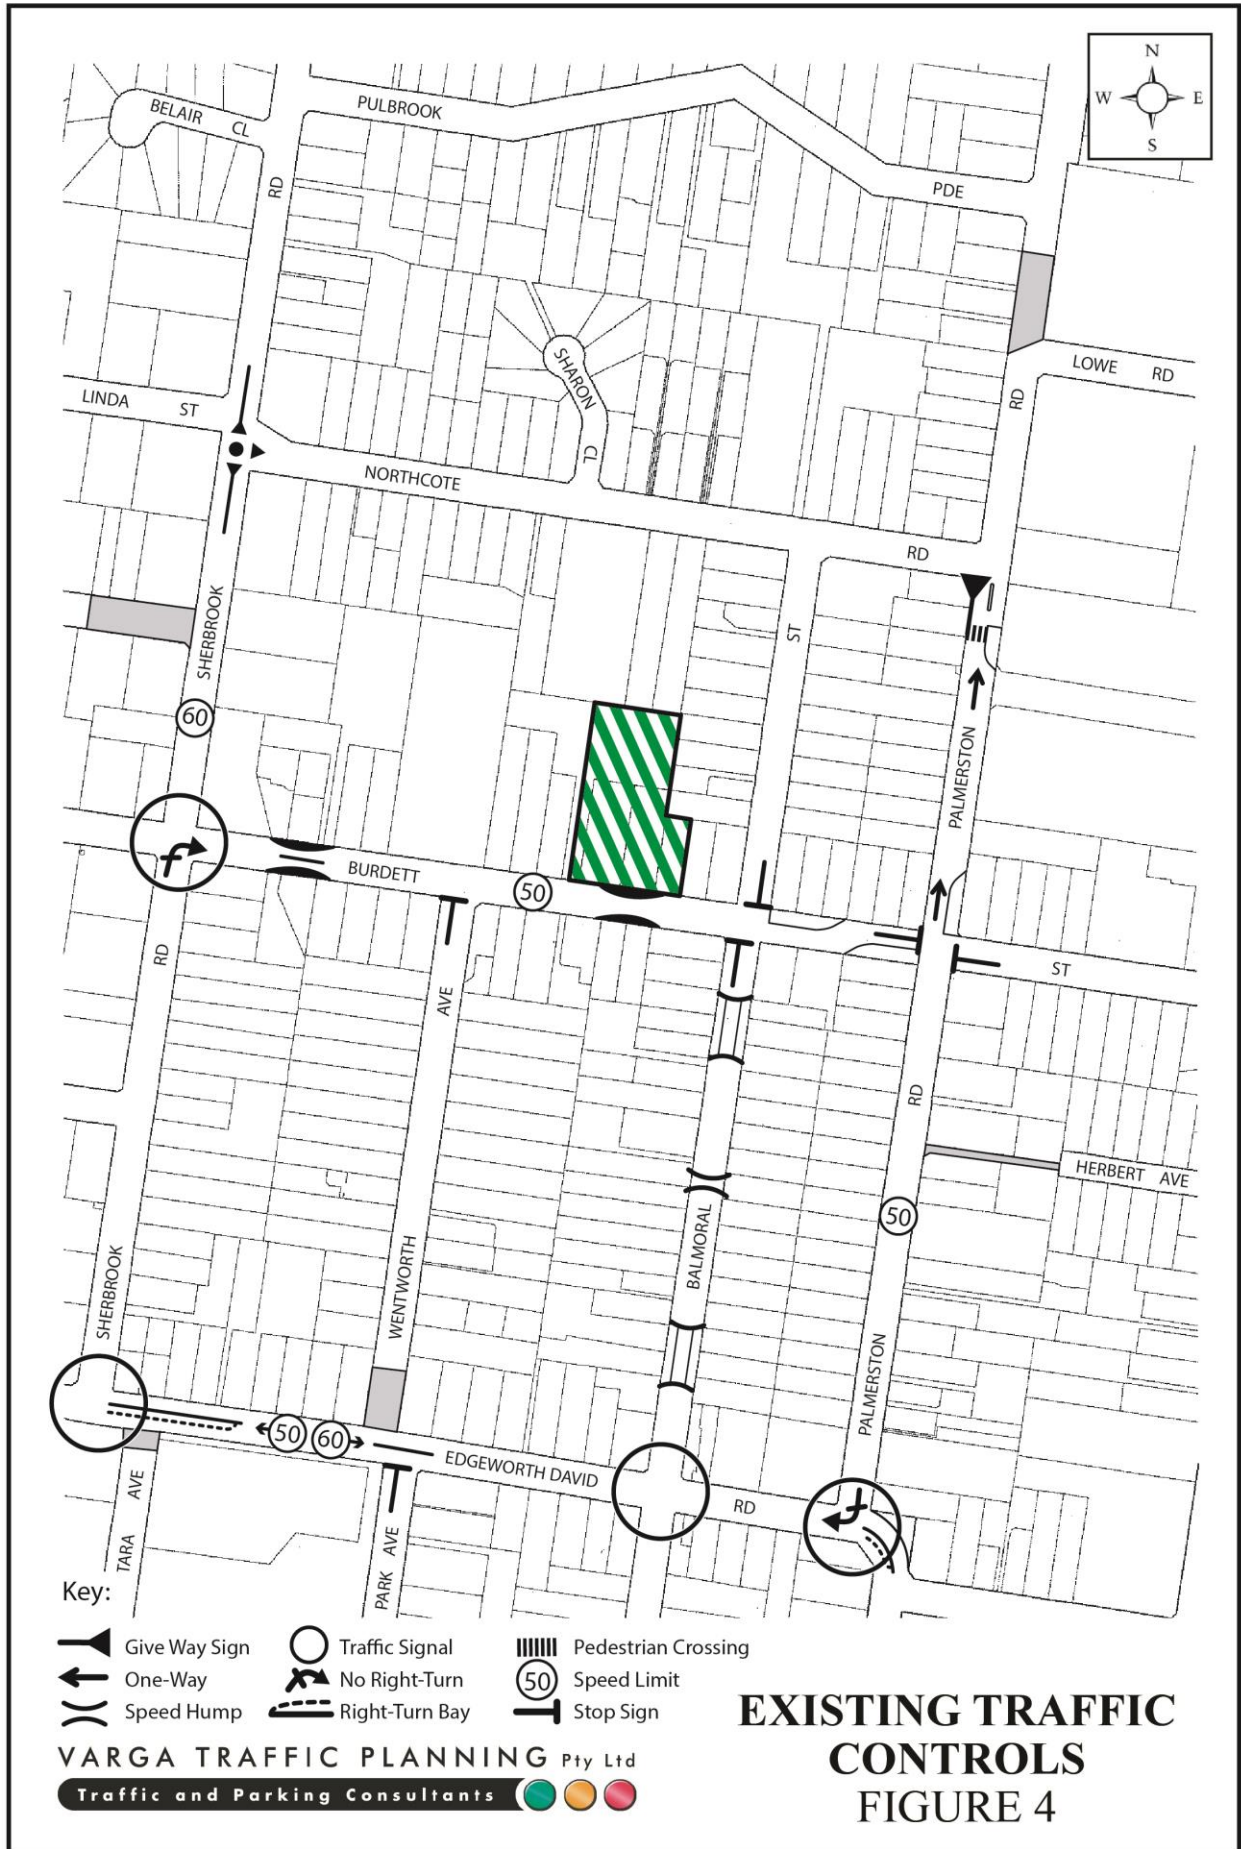 N
W E
S
BELAIR CL
PULBROOK
RD
PDE
SHARON
CL
LOWE RD
RD
LINDA ST
NORTHCOTE
RD
SHERBROOK
ST
60
PALMERSTON
BURDETT
50
RD
AVE
ST
RD
HERBERT AVE
50
BALMORAL
WENTWORTH
SHERBROOK
PALMERSTON
50 60
EDGEWORTH DAVID
RD
TARA AVE
PARK AVE
Key:
Give Way Sign
Traffic Signal
Pedestrian Crossing
One-Way
No Right-Turn
50 Speed Limit
Speed Hump
Right-Turn Bay
Stop Sign
EXISTING TRAFFIC
CONTROLS
FIGURE 4
VARGA TRAFFIC PLANNING Pty Ltd
Traffic and Parking Consultants